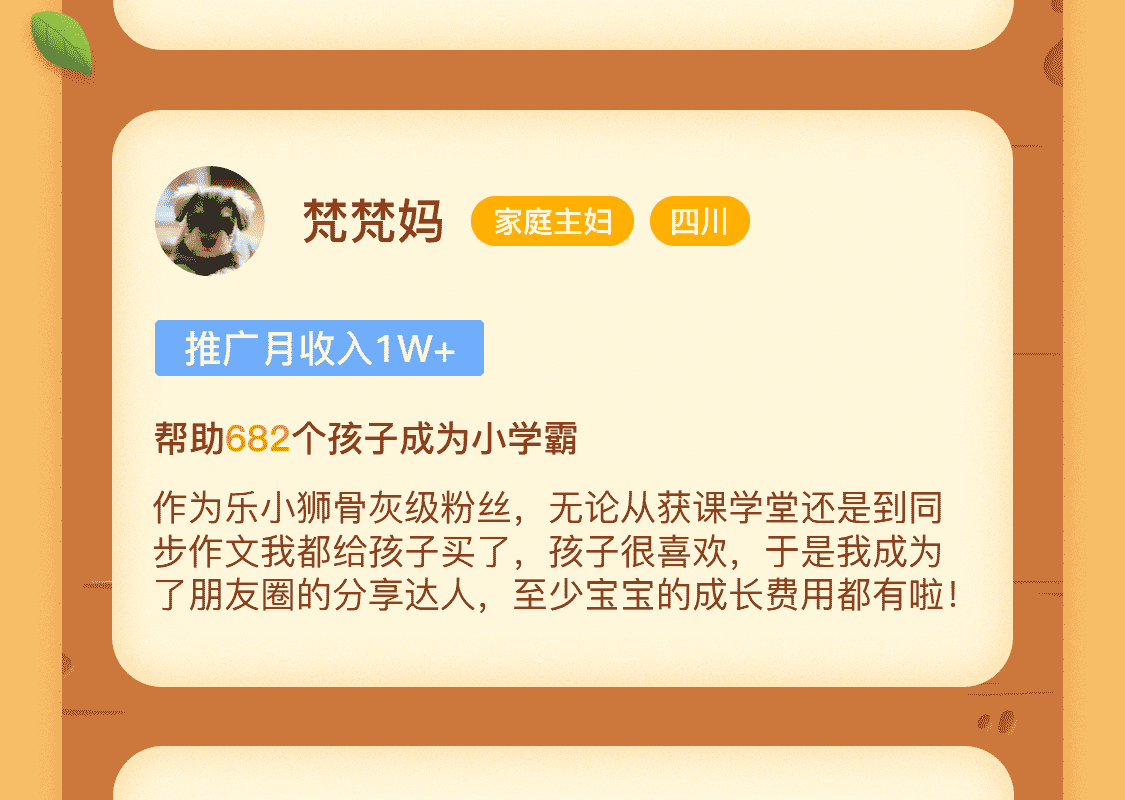 梵梵妈 家庭主妇 四川
推广月收入1W+
帮助682个孩子成为小学霸
作为乐小狮骨灰级粉丝，无论从获课学堂还是到同
步作文我都给孩子买了，孩子很喜欢，于是我成为
了朋友圈的分享达人，至少宝宝的成长费用都有啦！